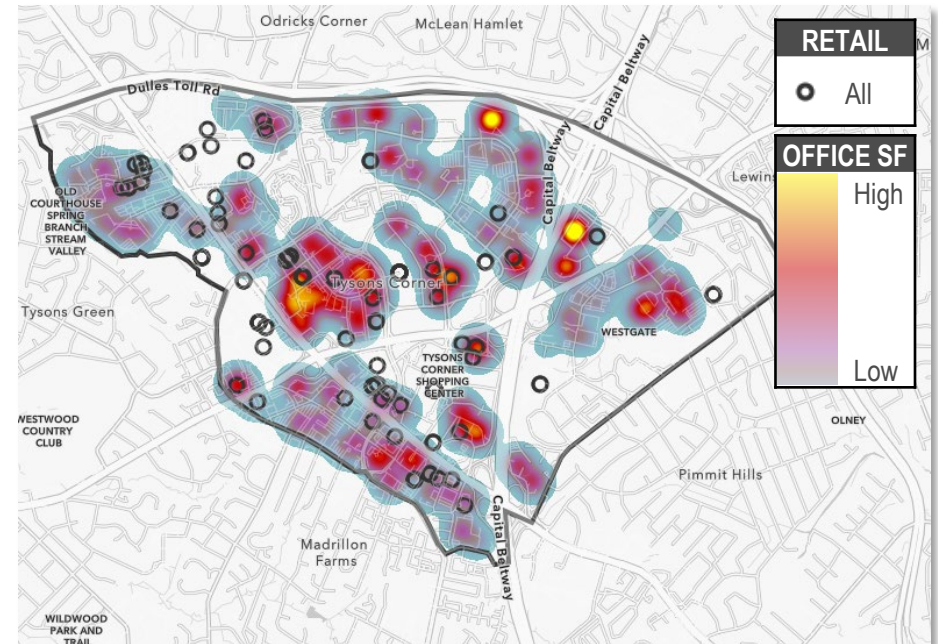 Odricks Corner
McLean Hamlet
RETAIL
All
OFFICE SF
High
Low
M
Dulles Toll Rd
Capital Beltway
Capital Beltway
Lewins
OLD
COURTHOUSE
SPRING
BRANCH
STREAM
VALLEY
Tysons Corner
Tysons Green
WESTGATE
TYSONS
CORNER
SHOPPING
CENTER
WESTWOOD
COUNTRY
CLUB
OLNEY
Pimmit Hills
Capital Beltway
Madrillon
Farms
WILDWOOD
PARK AND
TRAIL